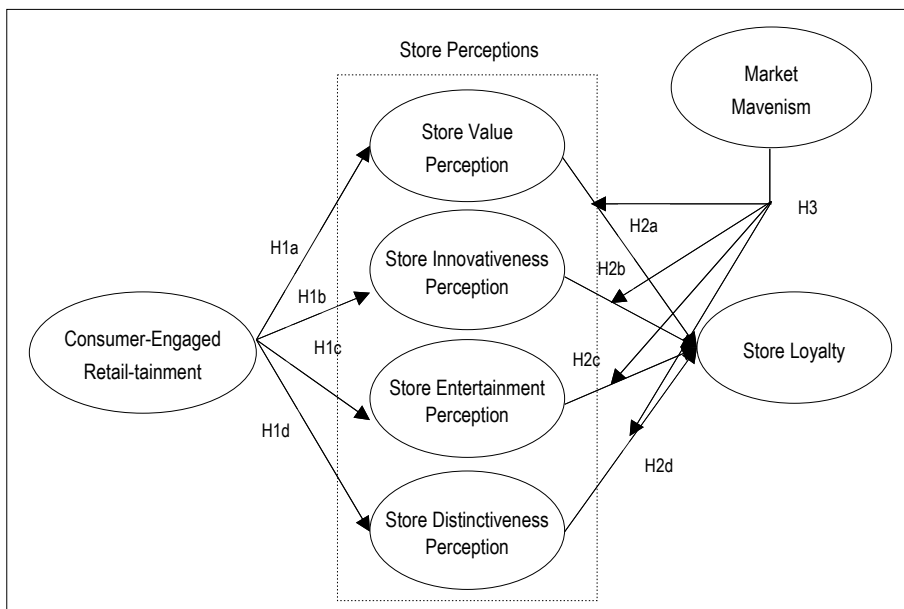 Store Perceptions
Market
Mavenism
Store Value
Perception
H3
H2a
H1a
Store Innovativeness
Perception
H2b
H1b
Consumer-Engaged
Retail-tainment
H1c
Store Loyalty
H2c
Store Entertainment
Perception
H1d
H2d
Store Distinctiveness
Perception